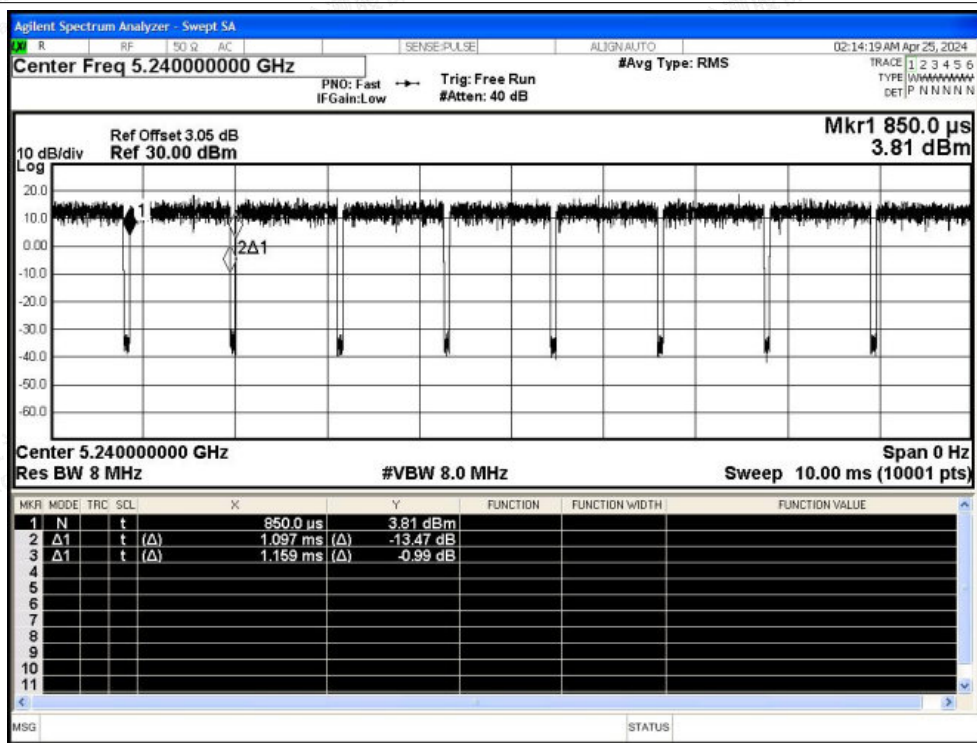 Agilent Spectrum Analyzer - Swept SA
LXI R RF 50 Ω AC SENSE:PULSE ALIGNAUTO 02:14:19 AM Apr 25, 2024
Center Freq 5.240000000 GHz #Avg Type: RMS TRACE 1 2 3 4 5 6
PNO: Fast Trig: Free Run TYPE WWWWWW
IFGain:Low #Atten: 40 dB DET P N N N N N
Mkr1 850.0 µs
Ref Offset 3.05 dB
10 dB/div Ref 30.00 dBm 3.81 dBm
Log
20.0
10.0
1
0.00
2Δ1
-10.0
-20.0
-30.0
-40.0
-50.0
-60.0
Center 5.240000000 GHz Span 0 Hz
Res BW 8 MHz #VBW 8.0 MHz Sweep 10.00 ms (10001 pts)
MKR MODE TRC SCL X Y FUNCTION FUNCTION WIDTH FUNCTION VALUE
1 N t 850.0 µs 3.81 dBm
2 Δ1 t (Δ) 1.097 ms (Δ) -13.47 dB
3 Δ1 t (Δ) 1.159 ms (Δ) -0.99 dB
4
5
6
7
8
9
10
11
MSG STATUS